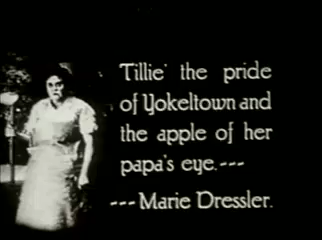 Tillie' the pride
of Yokeltown and
the apple of her
papa's eye.---
--- Marie Dressler.